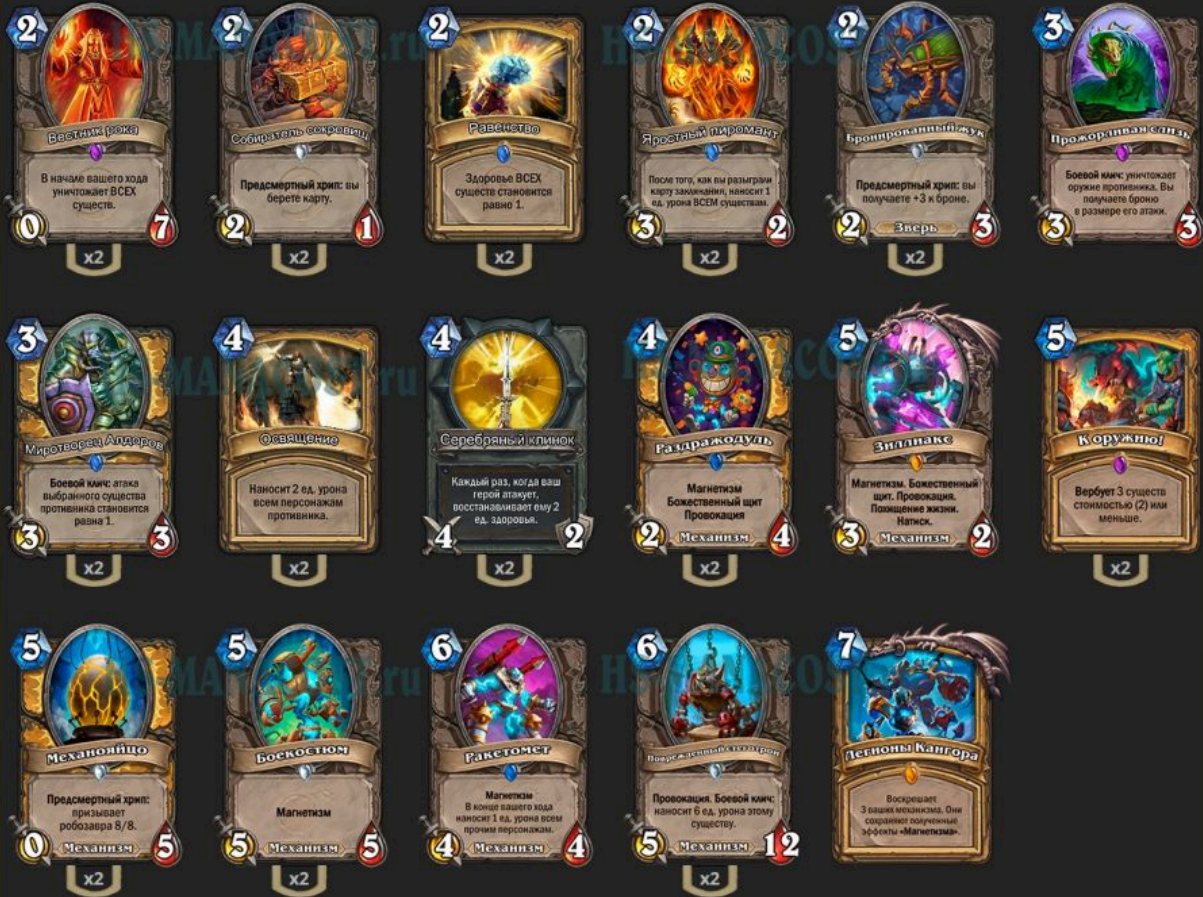 2
Вестник рока
В начале вашего хода
уничтожает ВСЕХ
существ.
0
7
x2
2
Собиратель сокровищ
Предсмертный хрип: вы
берете карту.
2
1
x2
2
Равенство
Здоровье ВСЕХ
существ становится
равно 1.
x2
2
Яростный пиромант
После того, как вы разыграли
карту заклинания, наносит 1
ед. урона ВСЕМ существам.
3
2
x2
2
Бронированный жук
Предсмертный хрип: вы
получаете +3 к броне.
2
Зверь
3
x2
3
Прожорливая слизь
Боевой клич: уничтожает
оружие противника. Вы
получаете броню
в размере его атаки.
3
3
3
Миротворец Алдоров
Боевой клич: атака
выбранного существа
противника становится
равна 1.
3
3
x2
4
Освящение
Наносит 2 ед. урона
всем персонажам
противника.
x2
4
Серебряный клинок
Каждый раз, когда ваш
герой атакует,
восстанавливает ему 2
ед. здоровья.
4
2
x2
4
Раздражодуль
Магнетизм
Божественный щит
Провокация
2
Механизм
4
x2
5
Зиллиакс
Магнетизм. Божественный
щит. Провокация.
Похищение жизни.
Натиск.
3
Механизм
2
5
К оружию!
Вербует 3 существ
стоимостью (2) или
меньше.
x2
5
Механояйцо
Предсмертный хрип:
призывает
робозавра 8/8.
0
Механизм
5
x2
5
Боекостюм
Магнетизм
5
Механизм
5
x2
6
Ракетомет
Магнетизм
В конце вашего хода
наносит 1 ед. урона всем
прочим персонажам.
4
Механизм
4
6
Поврежденный стеготрон
Провокация. Боевой клич:
наносит 6 ед. урона этому
существу.
5
Механизм
12
x2
7
Легионы Кангора
Воскрешает
3 ваших механизма. Они
сохраняют полученные
эффекты «Магнетизма».